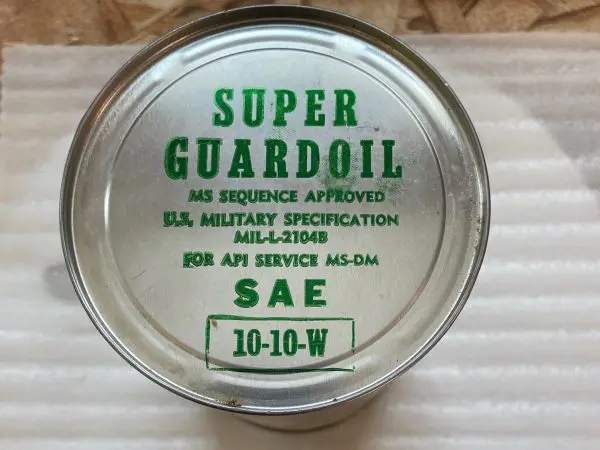 SUPER
GUARDOIL
MS SEQUENCE APPROVED
U.S. MILITARY SPECIFICATION
MIL-L-2104B
FOR API SERVICE MS-DM
SAE
10-10-W